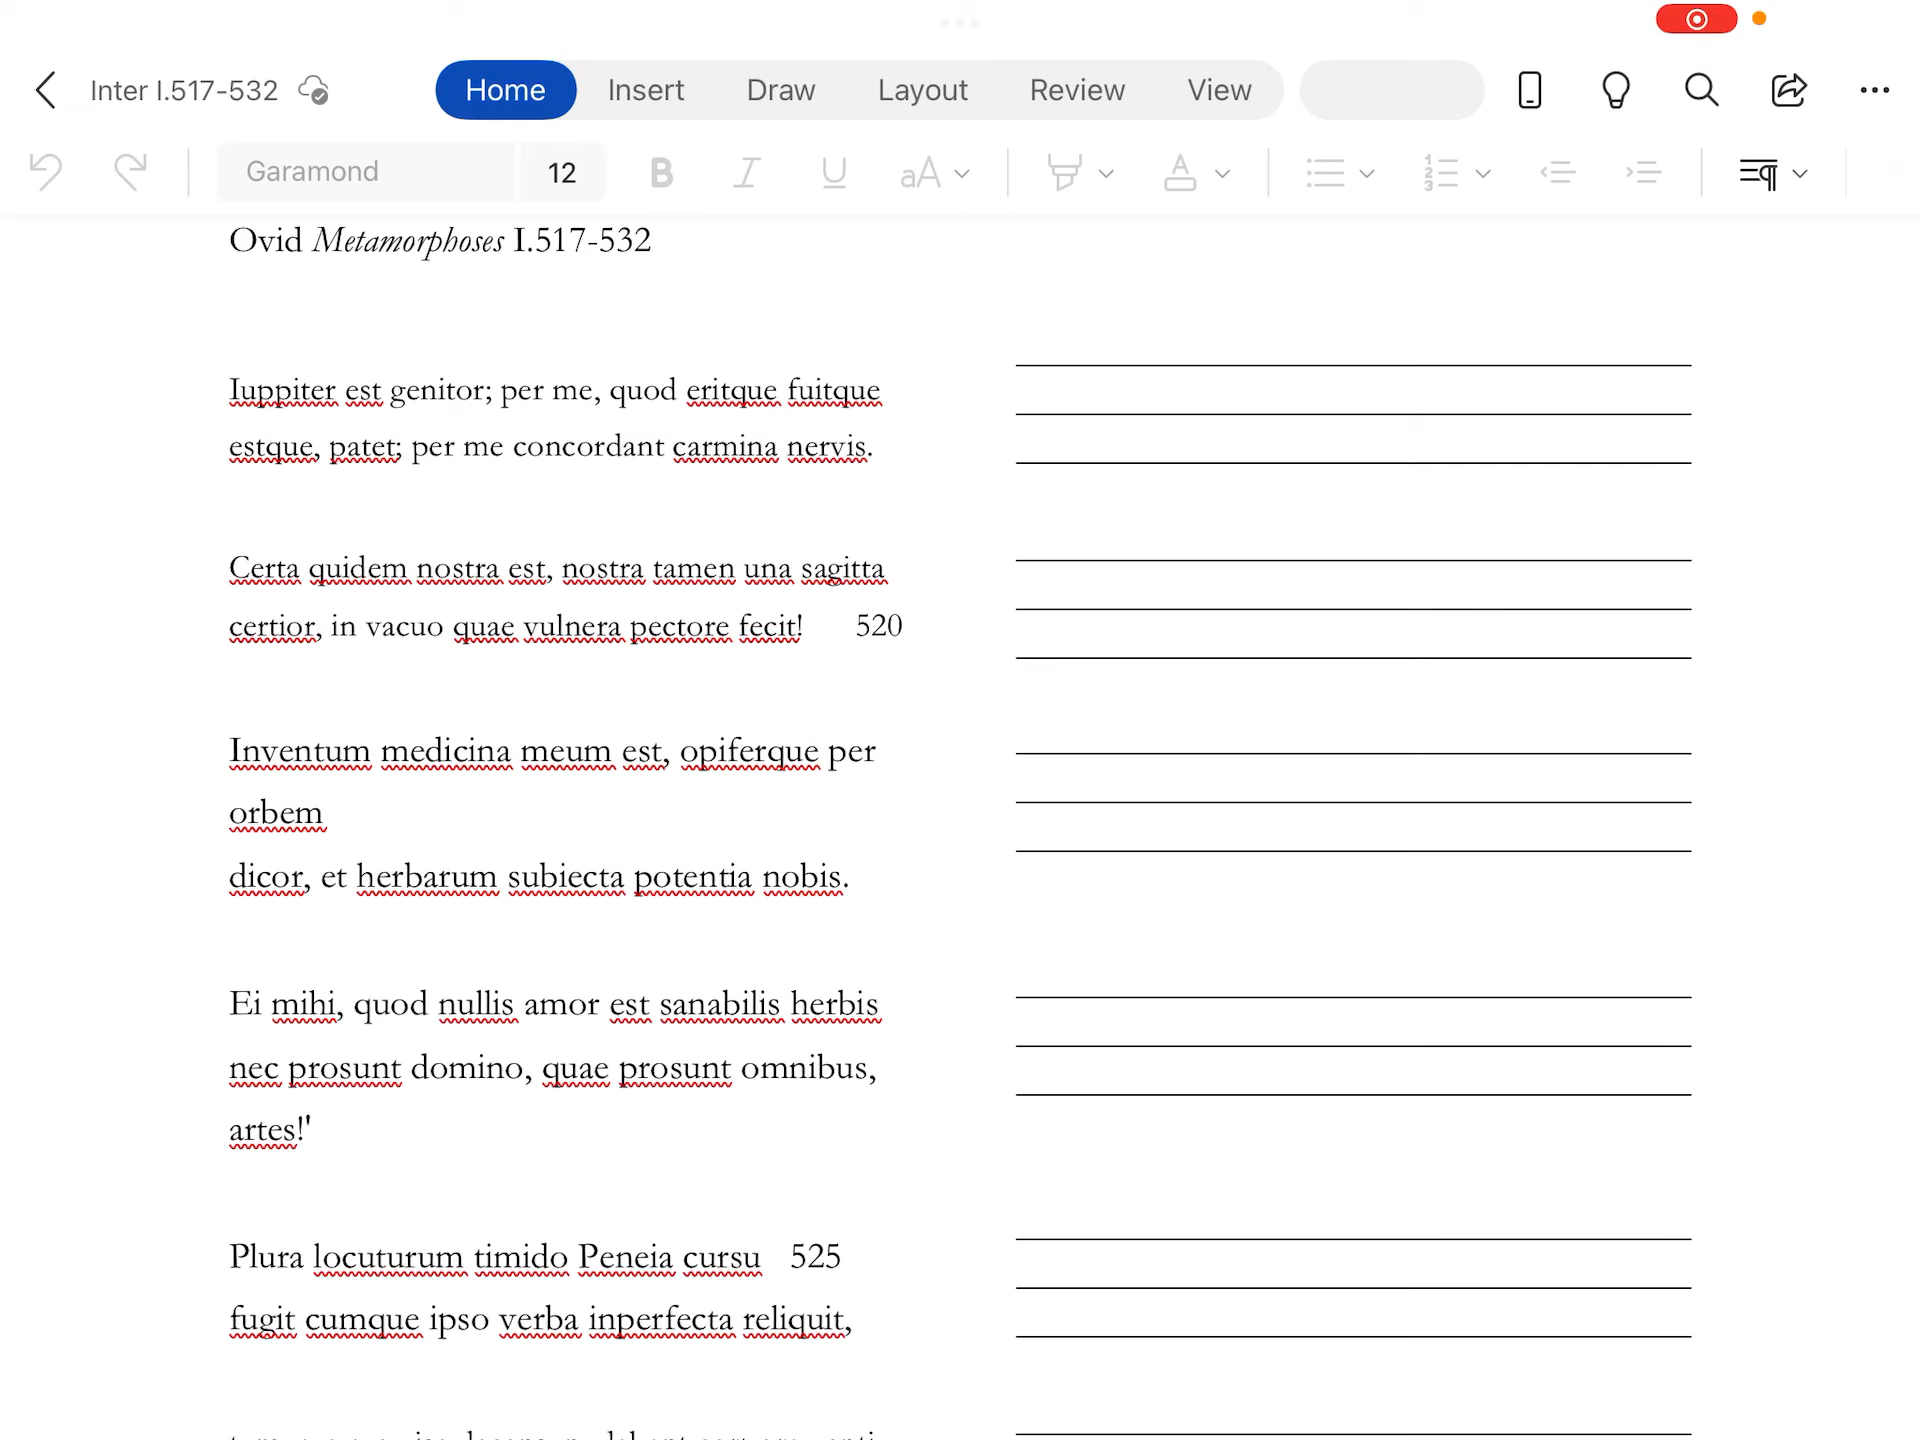 Inter I.517-532
Home Insert Draw Layout Review View
Garamond 12 B I U aA
Ovid Metamorphoses I.517-532
Iuppiter est genitor; per me, quod eritque fuitque
estque, patet; per me concordant carmina nervis.
Certa quidem nostra est, nostra tamen una sagitta
certior, in vacuo quae vulnera pectore fecit! 520
Inventum medicina meum est, opiferque per
orbem
dicor, et herbarum subiecta potentia nobis.
Ei mihi, quod nullis amor est sanabilis herbis
nec prosunt domino, quae prosunt omnibus,
artes!'
Plura locuturum timido Peneia cursu 525
fugit cumque ipso verba inperfecta reliquit,